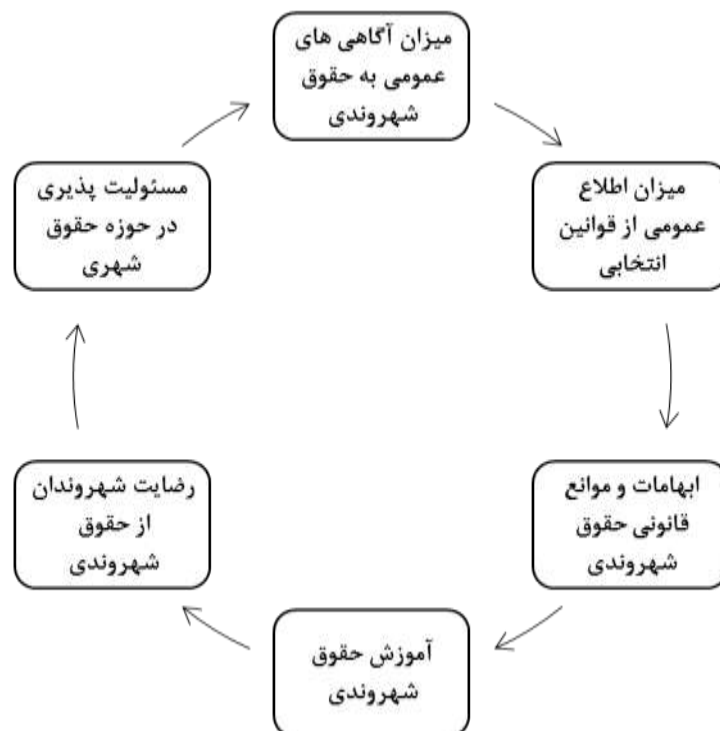 میزان آگاهی های
عمومی به حقوق
شهروندی
میزان اطلاع
عمومی از قوانین
انتخابی
ابهامات و موانع
قانونی حقوق
شهروندی
آموزش حقوق
شهروندی
رضایت شهروندان
از حقوق
شهروندی
مسئولیت پذیری
در حوزه حقوق
شهری